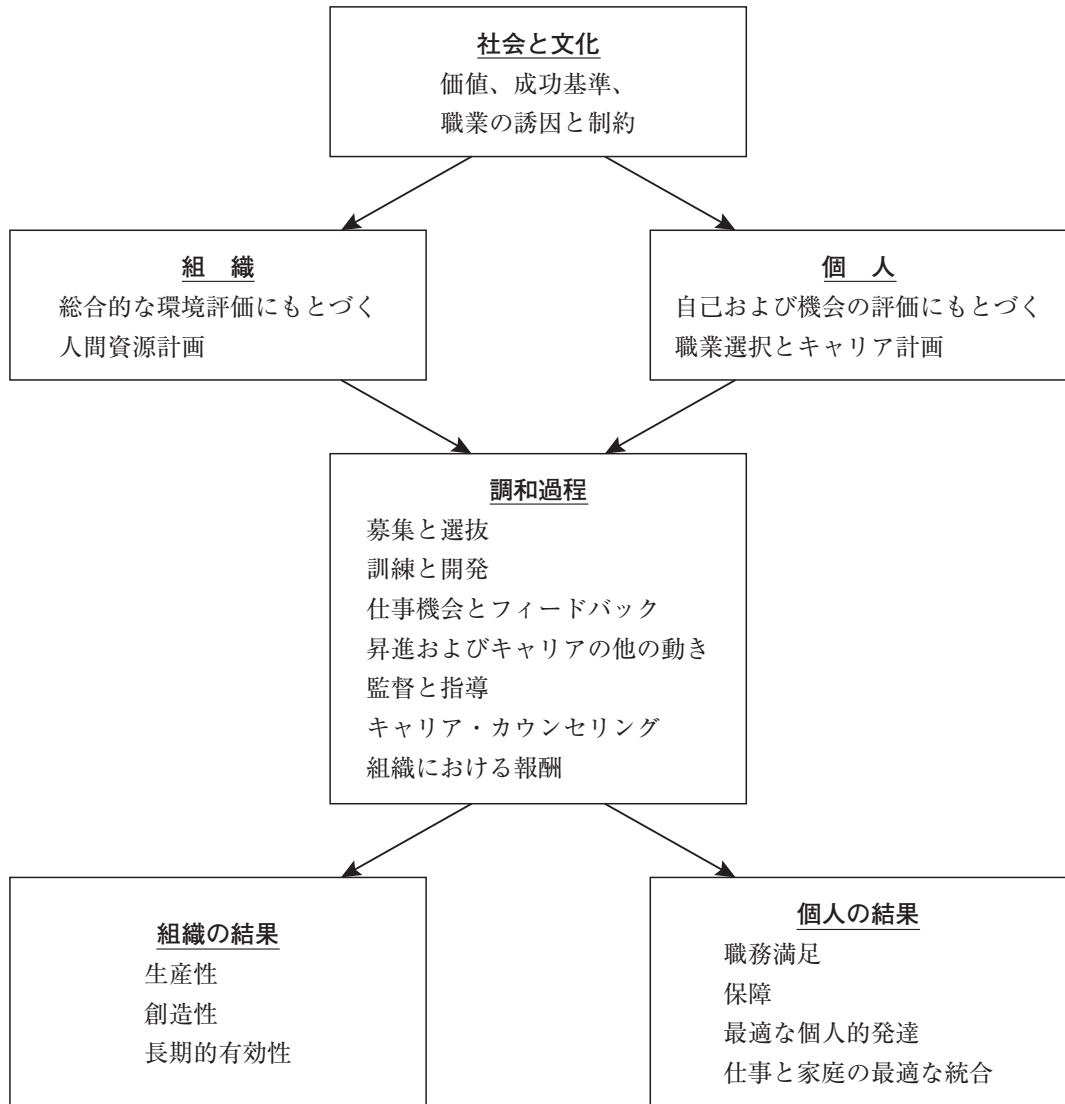 社会と文化
価値、成功基準、
職業の誘因と制約
組　織
総合的な環境評価にもとづく
人間資源計画
個　人
自己および機会の評価にもとづく
職業選択とキャリア計画
調和過程
募集と選抜
訓練と開発
仕事機会とフィードバック
昇進およびキャリアの他の動き
監督と指導
キャリア・カウンセリング
組織における報酬
組織の結果
生産性
創造性
長期的有効性
個人の結果
職務満足
保障
最適な個人的発達
仕事と家庭の最適な統合